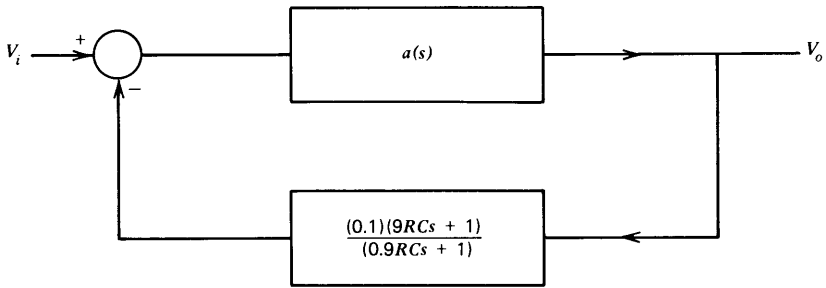 V_i
+
−
a(s)
V_o
(0.1)(9RCs + 1)
(0.9RCs + 1)